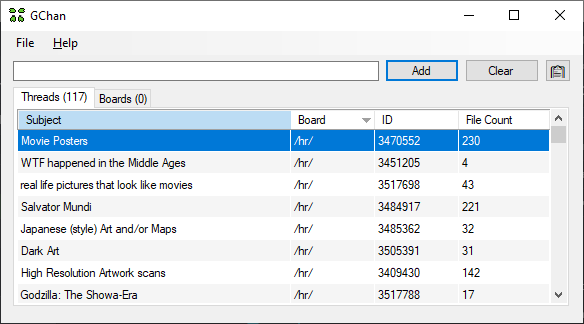 GChan
File Help
Add Clear
Threads (117) Boards (0)
Subject Board ID File Count
Movie Posters /hr/ 3470552 230
WTF happened in the Middle Ages /hr/ 3451205 4
real life pictures that look like movies /hr/ 3517698 43
Salvator Mundi /hr/ 3484917 221
Japanese (style) Art and/or Maps /hr/ 3485362 32
Dark Art /hr/ 3505391 31
High Resolution Artwork scans /hr/ 3409430 142
Godzilla: The Showa-Era /hr/ 3517788 17